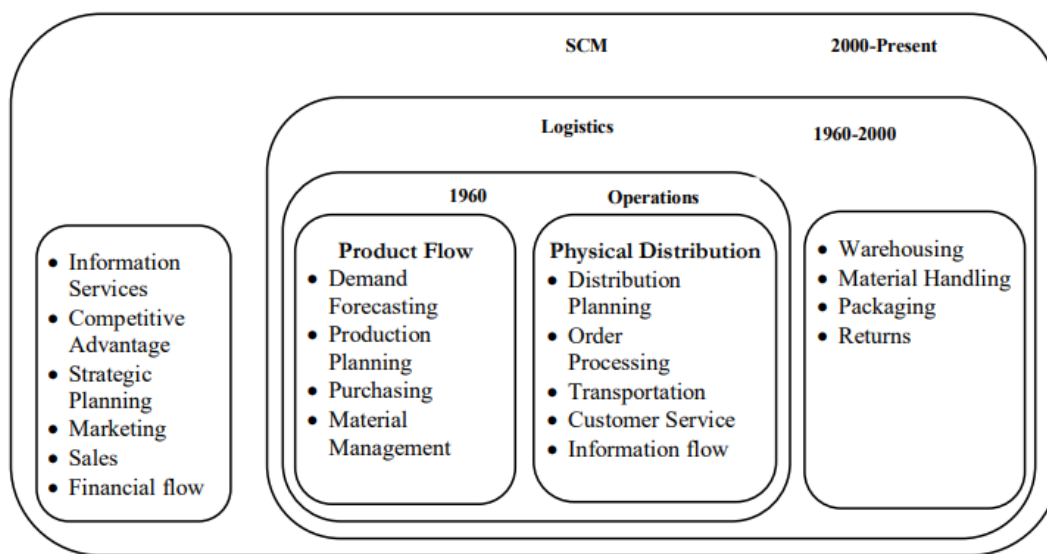 SCM 2000-Present
Logistics 1960-2000
1960 Operations
• Information
Services
• Competitive
Advantage
• Strategic
Planning
• Marketing
• Sales
• Financial flow
Product Flow
• Demand
Forecasting
• Production
Planning
• Purchasing
• Material
Management
Physical Distribution
• Distribution
Planning
• Order
Processing
• Transportation
• Customer Service
• Information flow
• Warehousing
• Material Handling
• Packaging
• Returns